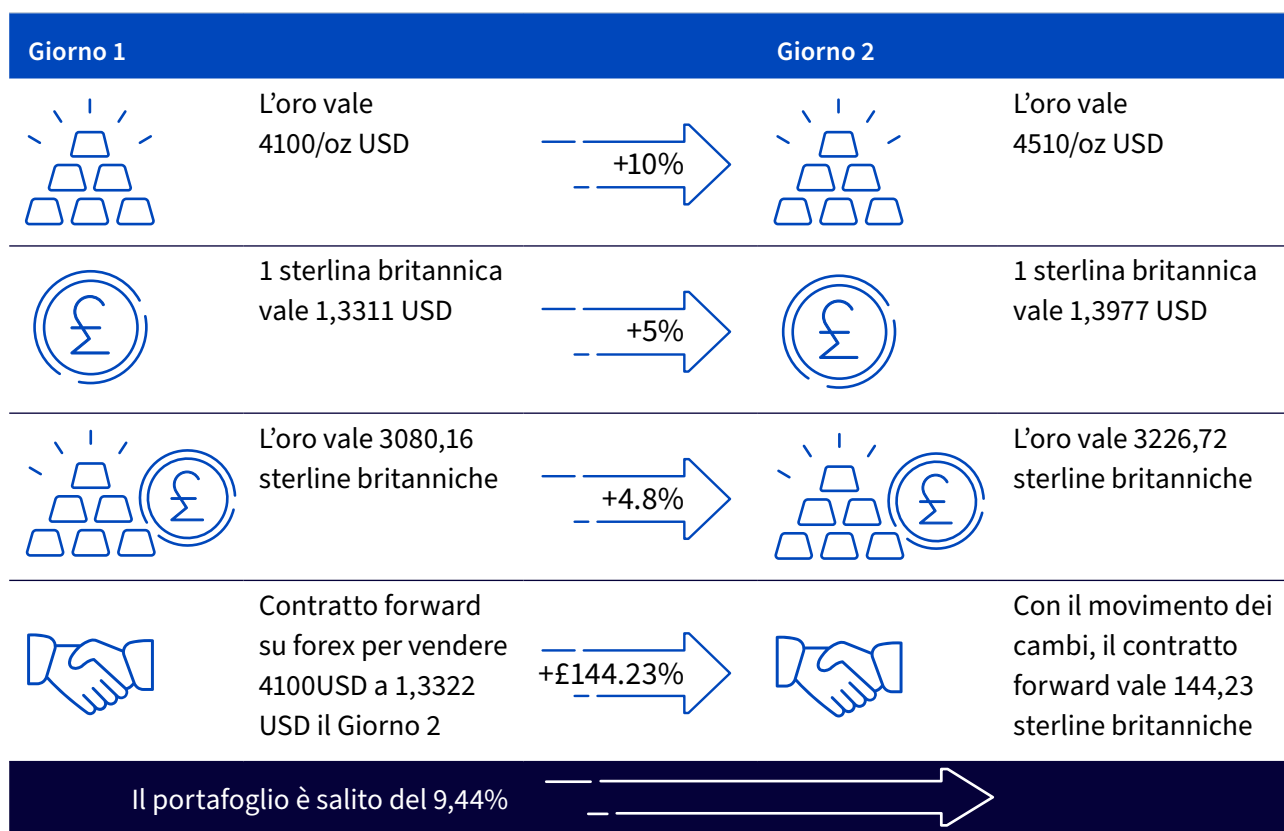 Giorno 1
Giorno 2
L’oro vale
4100/oz USD
+10%
L’oro vale
4510/oz USD
1 sterlina britannica
vale 1,3311 USD
+5%
1 sterlina britannica
vale 1,3977 USD
L’oro vale 3080,16
sterline britanniche
+4.8%
L’oro vale 3226,72
sterline britanniche
Contratto forward
su forex per vendere
4100USD a 1,3322
USD il Giorno 2
+£144.23%
Con il movimento dei
cambi, il contratto
forward vale 144,23
sterline britanniche
Il portafoglio è salito del 9,44%